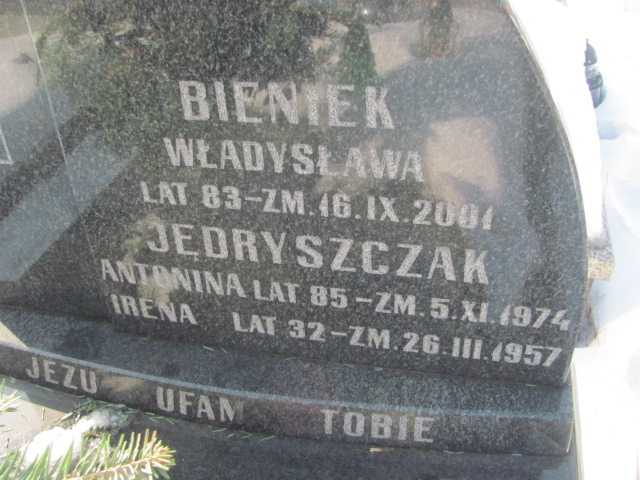 BIENIEK
WŁADYSŁAWA
LAT 83-ZM.16.IX.2001
JĘDRYSZCZAK
ANTONINA LAT 85-ZM.5.XI.1974
IRENA LAT 32-ZM.26.III.1957
JEZU UFAM TOBIE